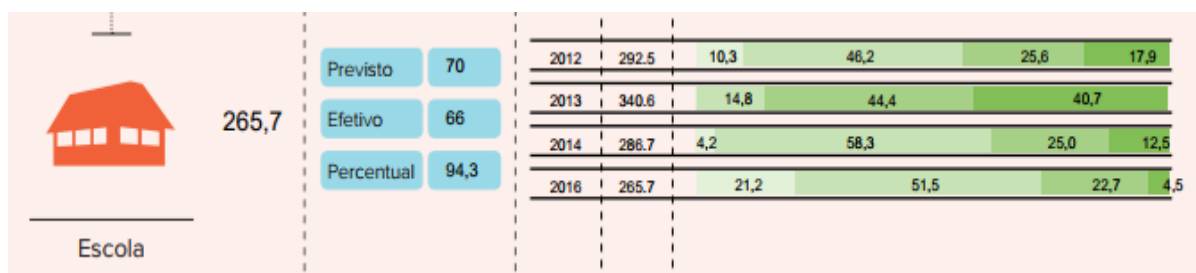 265,7
Escola
Previsto 70
Efetivo 66
Percentual 94,3
2012 292.5 10,3 46,2 25,6 17,9
2013 340.6 14,8 44,4 40,7
2014 286.7 4,2 58,3 25,0 12,5
2016 265.7 21,2 51,5 22,7 4,5